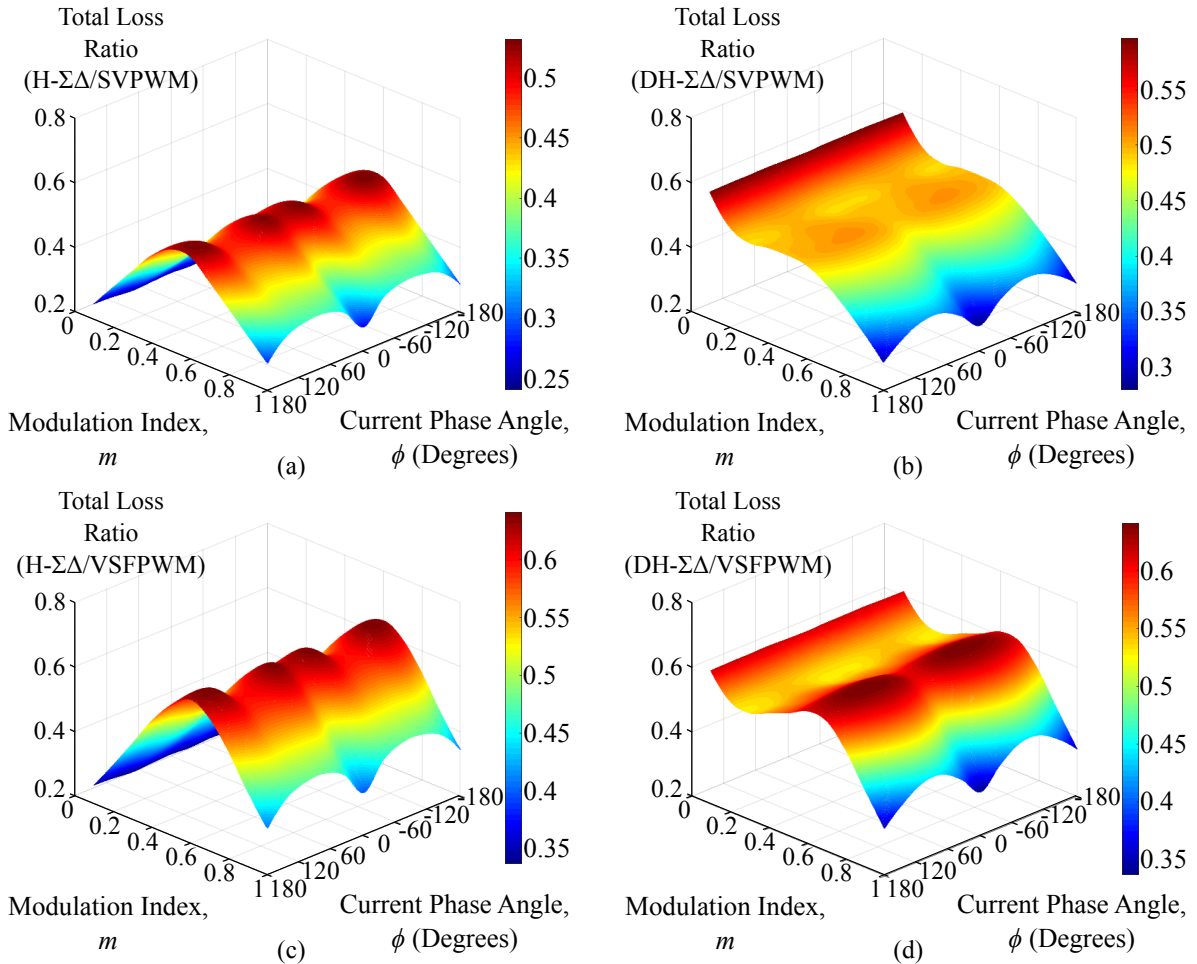 Total Loss
Ratio
(H-ΣΔ/SVPWM)
0.8
0.6
0.4
0.2
0
0.2
0.4
0.6
0.8
1
180
120
60
0
-60
-120
-180
0.5
0.45
0.4
0.35
0.3
0.25
Modulation Index,
m
Current Phase Angle,
ϕ (Degrees)
(a)
Total Loss
Ratio
(DH-ΣΔ/SVPWM)
0.8
0.6
0.4
0.2
0
0.2
0.4
0.6
0.8
1
180
120
60
0
-60
-120
-180
0.55
0.5
0.45
0.4
0.35
0.3
Modulation Index,
m
Current Phase Angle,
ϕ (Degrees)
(b)
Total Loss
Ratio
(H-ΣΔ/VSFPWM)
0.8
0.6
0.4
0.2
0
0.2
0.4
0.6
0.8
1
180
120
60
0
-60
-120
-180
0.6
0.55
0.5
0.45
0.4
0.35
Modulation Index,
m
Current Phase Angle,
ϕ (Degrees)
(c)
Total Loss
Ratio
(DH-ΣΔ/VSFPWM)
0.8
0.6
0.4
0.2
0
0.2
0.4
0.6
0.8
1
180
120
60
0
-60
-120
-180
0.6
0.55
0.5
0.45
0.4
0.35
Modulation Index,
m
Current Phase Angle,
ϕ (Degrees)
(d)